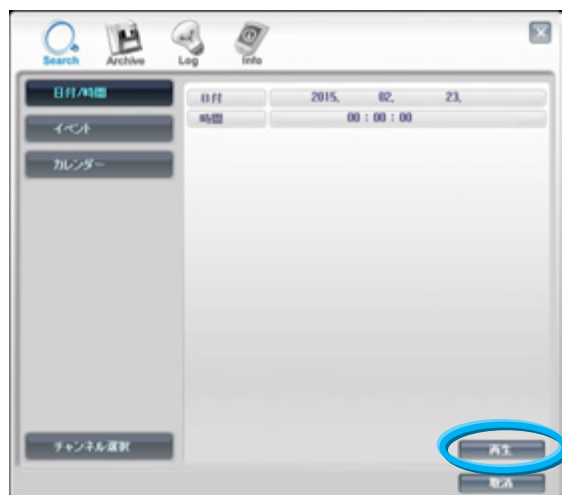 Search Archive Log Info
日付/時間
イベント
カレンダー
日付 2015. 02. 23.
時間 00 : 00 : 00
チャンネル選択
再生
取消